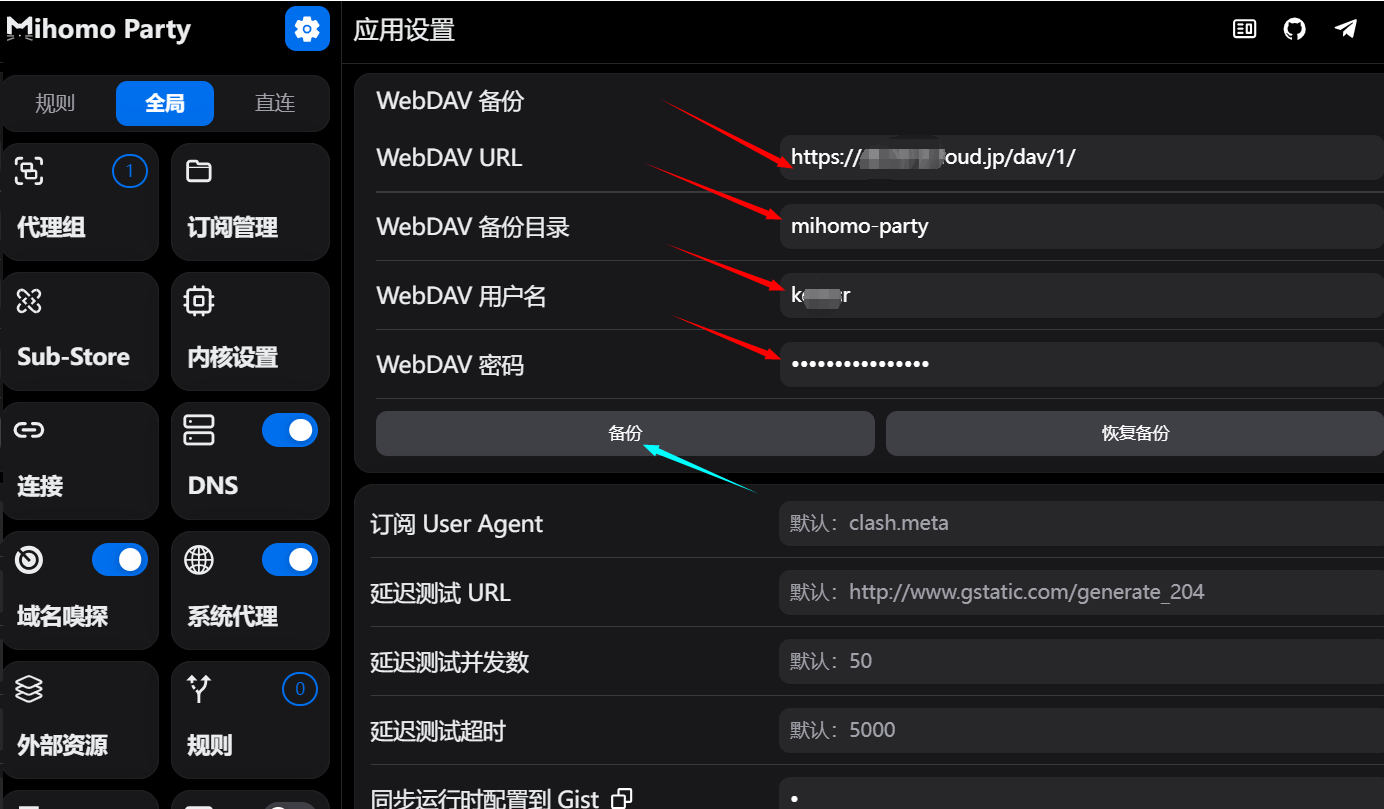 Mihomo Party
应用设置
规则
全局
直连
1
代理组
订阅管理
Sub-Store
内核设置
连接
DNS
域名嗅探
系统代理
外部资源
0
规则
WebDAV 备份
WebDAV URL
https:// oud.jp/dav/1/
WebDAV 备份目录
mihomo-party
WebDAV 用户名
k r
WebDAV 密码
••••••••••••••••
备份
恢复备份
订阅 User Agent
默认：clash.meta
延迟测试 URL
默认：http://www.gstatic.com/generate_204
延迟测试并发数
默认：50
延迟测试超时
默认：5000
同步运行时配置到 Gist